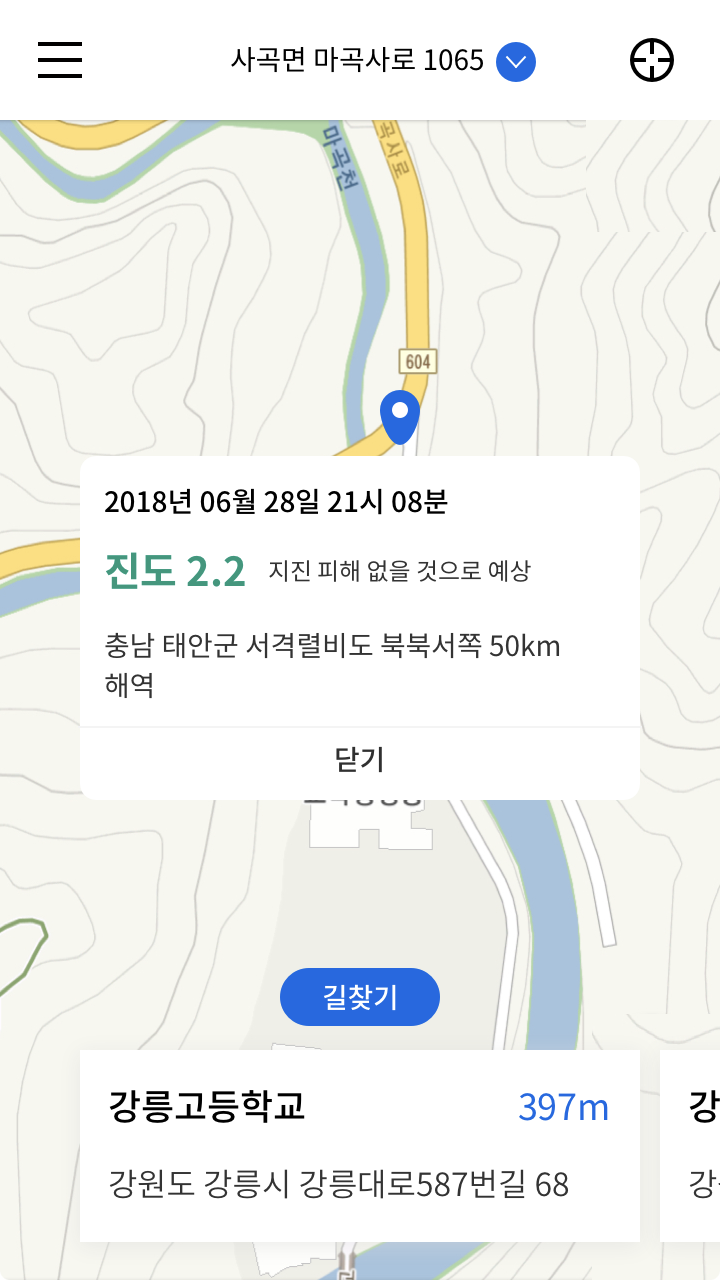 사곡면 마곡사로 1065
마곡천
곡사로
604
2018년 06월 28일 21시 08분
진도 2.2 지진 피해 없을 것으로 예상
충남 태안군 서격렬비도 북북서쪽 50km
해역
닫기
길찾기
강릉고등학교 397m
강
강원도 강릉시 강릉대로587번길 68